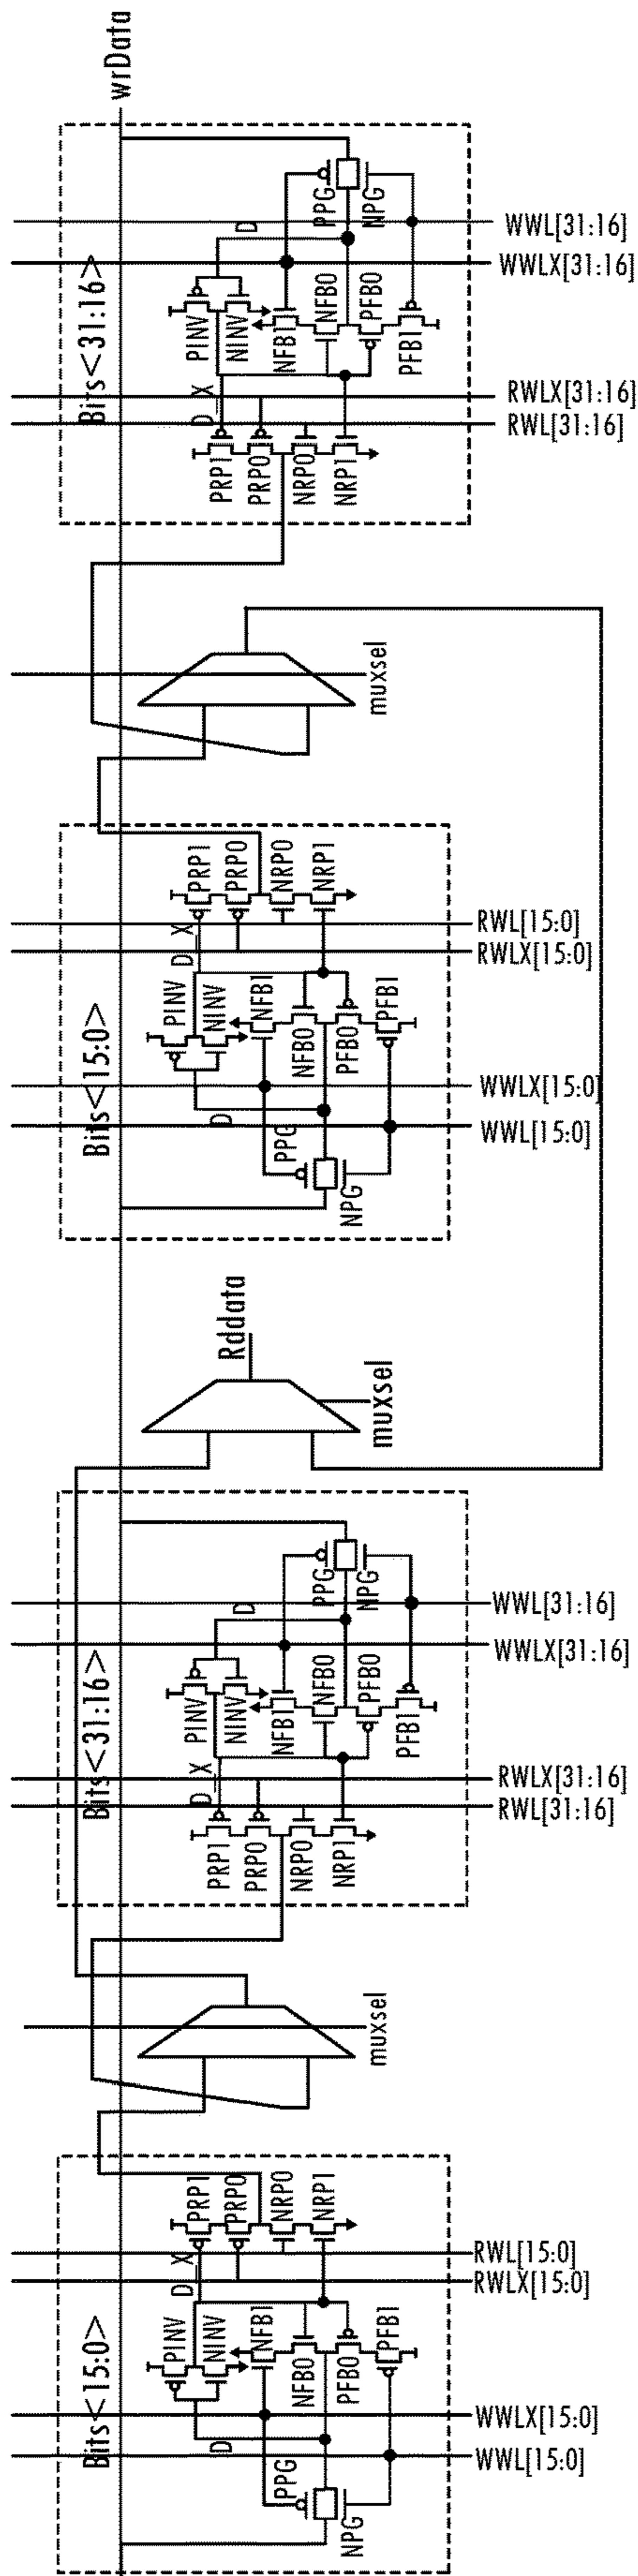 wrData
Bits<31:16>
PPG
NPG
D
WWL[31:16]
WWLX[31:16]
PINV
NINV
NFB1
NFB0
PFB0
PFB1
D_X
RWLX[31:16]
RWL[31:16]
PRP1
PRP0
NRP0
NRP1
muxsel
Bits<15:0>
PRP1
PRP0
NRP0
NRP1
D_X
RWL[15:0]
RWLX[15:0]
PINV
NINV
NFB1
NFB0
PFB0
PFB1
WWLX[15:0]
D
WWL[15:0]
PPG
NPG
Rddata
muxsel
Bits<31:16>
PPG
NPG
D
WWL[31:16]
WWLX[31:16]
PINV
NINV
NFB1
NFB0
PFB0
PFB1
D_X
RWLX[31:16]
RWL[31:16]
PRP1
PRP0
NRP0
NRP1
muxsel
Bits<15:0>
PRP1
PRP0
NRP0
NRP1
D_X
RWL[15:0]
RWLX[15:0]
PINV
NINV
NFB1
NFB0
PFB0
PFB1
WWLX[15:0]
D
WWL[15:0]
PPG
NPG